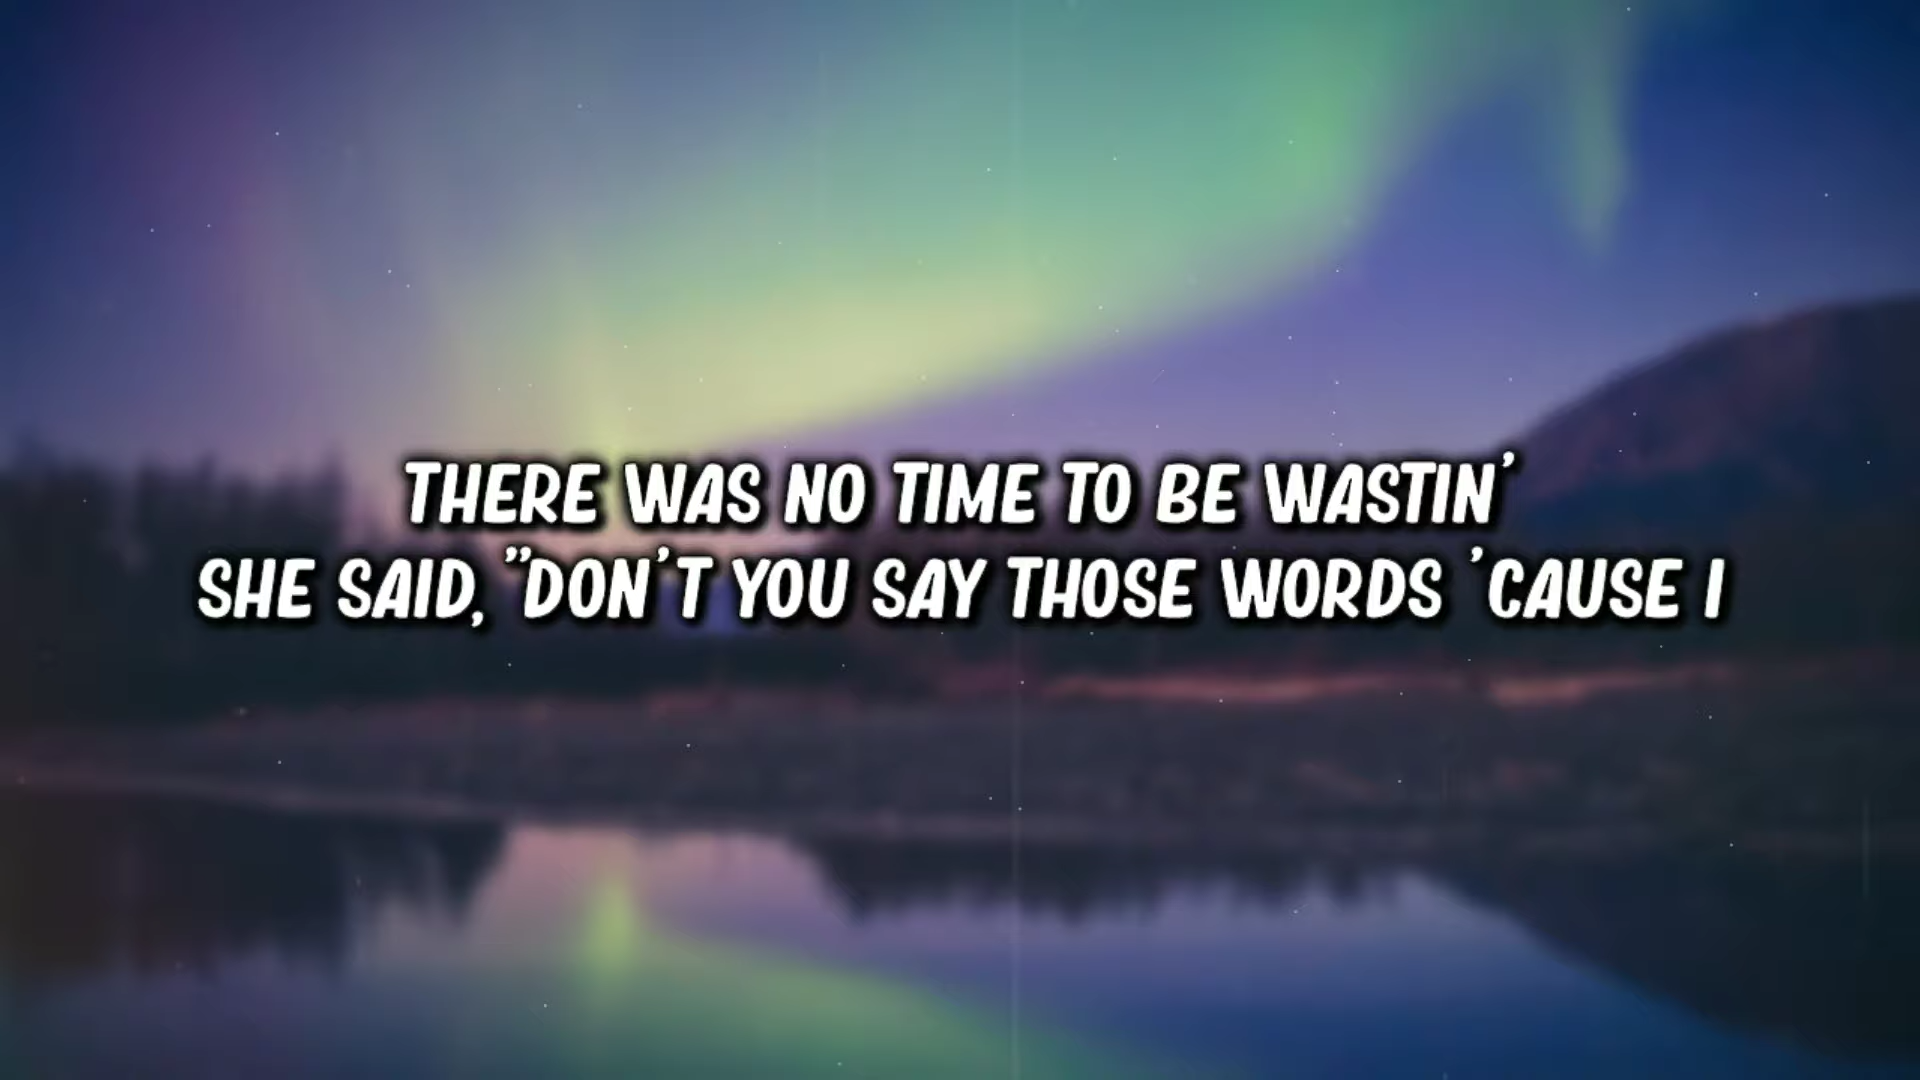 THERE WAS NO TIME TO BE WASTIN'
SHE SAID, "DON'T YOU SAY THOSE WORDS 'CAUSE I